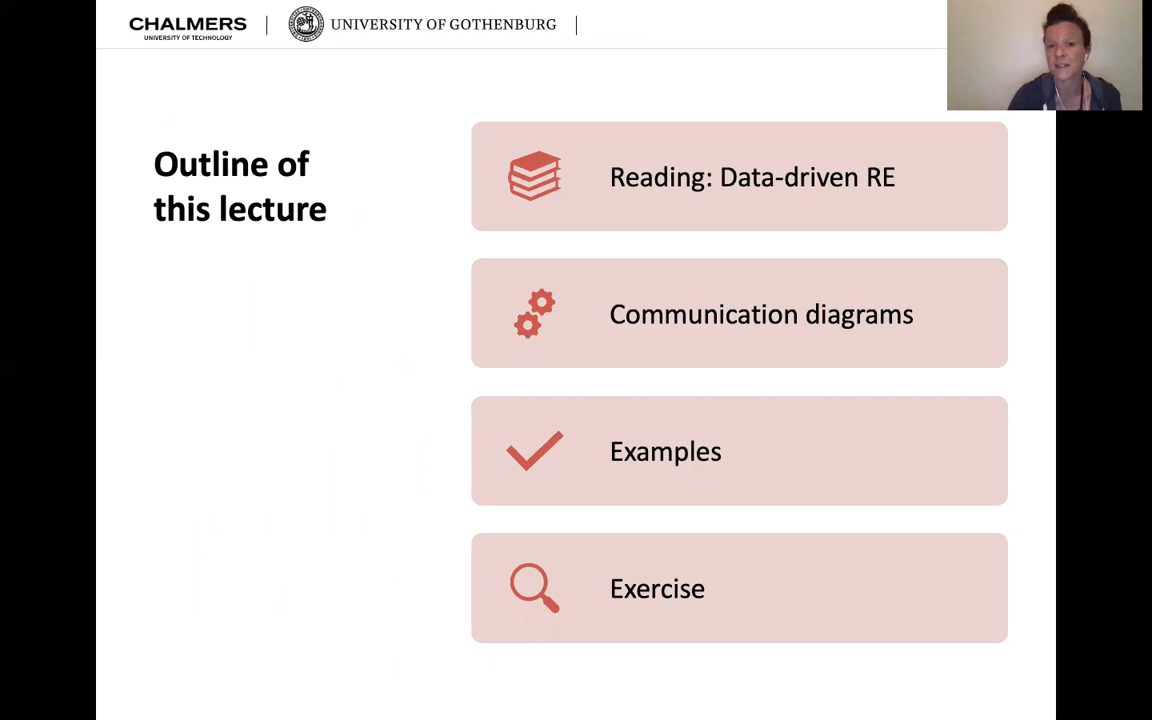 CHALMERS
UNIVERSITY OF TECHNOLOGY
UNIVERSITY OF GOTHENBURG
Outline of
this lecture
Reading: Data-driven RE
Communication diagrams
Examples
Exercise